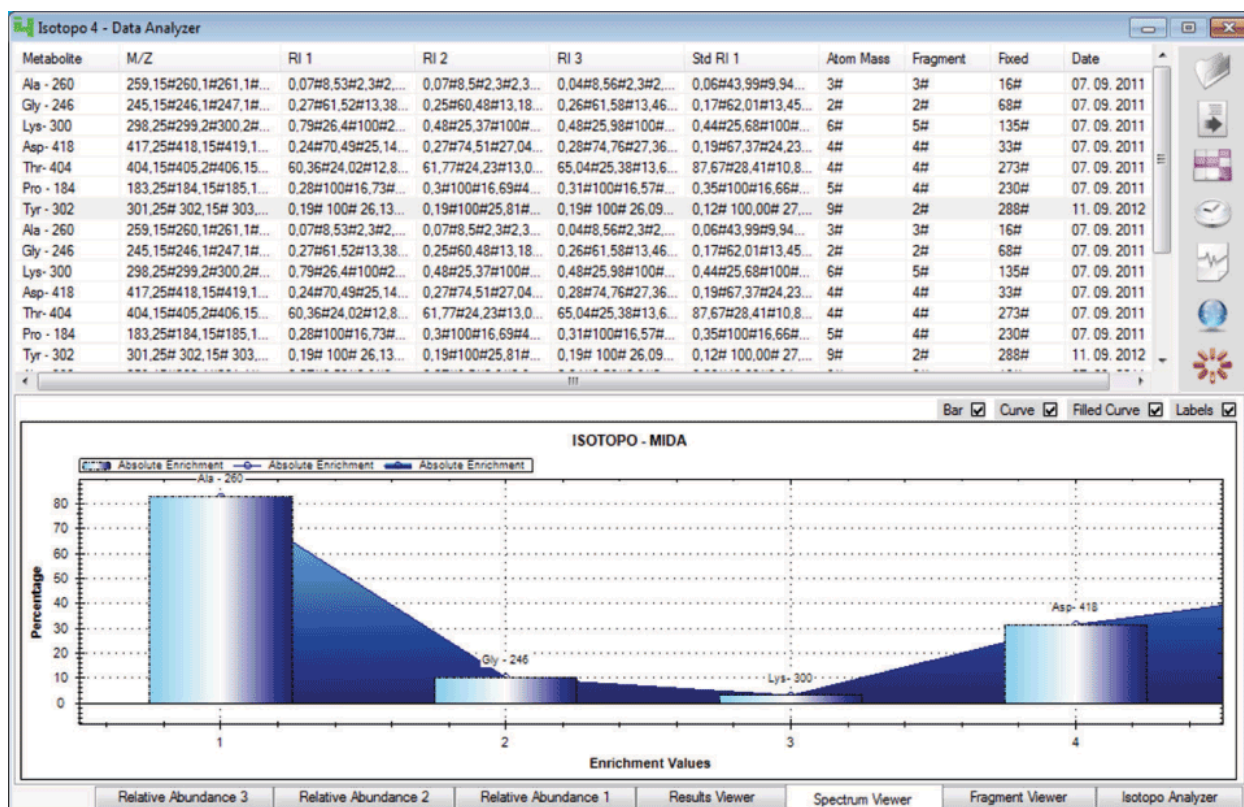 Isotopo 4 - Data Analyzer
Metabolite M/Z RI 1 RI 2 RI 3 Std RI 1 Atom Mass Fragment Fixed Date
Ala - 260 259,15#260,1#261,1#... 0,07#8,53#2,3#2,... 0,07#8,5#2,3#2,3... 0,04#8,56#2,3#2,... 0,06#43,99#9,94... 3# 3# 16# 07. 09. 2011
Gly - 246 245,15#246,1#247,1#... 0,27#61,52#13,38... 0,25#60,48#13,18... 0,26#61,58#13,46... 0,17#62,01#13,45... 2# 2# 68# 07. 09. 2011
Lys- 300 298,25#299,2#300,2#... 0,79#26,4#100#2... 0,48#25,37#100#... 0,48#25,98#100#... 0,44#25,68#100#... 6# 5# 135# 07. 09. 2011
Asp- 418 417,25#418,15#419,1... 0,24#70,49#25,14... 0,27#74,51#27,04... 0,28#74,76#27,36... 0,19#67,37#24,23... 4# 4# 33# 07. 09. 2011
Thr- 404 404,15#405,2#406,15... 60,36#24,02#12,8... 61,77#24,23#13,0... 65,04#25,38#13,6... 87,67#28,41#10,8... 4# 4# 273# 07. 09. 2011
Pro - 184 183,25#184,15#185,1... 0,28#100#16,73#... 0,3#100#16,69#4... 0,31#100#16,57#... 0,35#100#16,66#... 5# 4# 230# 07. 09. 2011
Tyr - 302 301,25# 302,15# 303,... 0,19# 100# 26,13... 0,19#100#25,81#... 0,19# 100# 26,09... 0,12# 100,00# 27,... 9# 2# 288# 11. 09. 2012
Ala - 260 259,15#260,1#261,1#... 0,07#8,53#2,3#2,... 0,07#8,5#2,3#2,3... 0,04#8,56#2,3#2,... 0,06#43,99#9,94... 3# 3# 16# 07. 09. 2011
Gly - 246 245,15#246,1#247,1#... 0,27#61,52#13,38... 0,25#60,48#13,18... 0,26#61,58#13,46... 0,17#62,01#13,45... 2# 2# 68# 07. 09. 2011
Lys- 300 298,25#299,2#300,2#... 0,79#26,4#100#2... 0,48#25,37#100#... 0,48#25,98#100#... 0,44#25,68#100#... 6# 5# 135# 07. 09. 2011
Asp- 418 417,25#418,15#419,1... 0,24#70,49#25,14... 0,27#74,51#27,04... 0,28#74,76#27,36... 0,19#67,37#24,23... 4# 4# 33# 07. 09. 2011
Thr- 404 404,15#405,2#406,15... 60,36#24,02#12,8... 61,77#24,23#13,0... 65,04#25,38#13,6... 87,67#28,41#10,8... 4# 4# 273# 07. 09. 2011
Pro - 184 183,25#184,15#185,1... 0,28#100#16,73#... 0,3#100#16,69#4... 0,31#100#16,57#... 0,35#100#16,66#... 5# 4# 230# 07. 09. 2011
Tyr - 302 301,25# 302,15# 303,... 0,19# 100# 26,13... 0,19#100#25,81#... 0,19# 100# 26,09... 0,12# 100,00# 27,... 9# 2# 288# 11. 09. 2012
Bar Curve Filled Curve Labels
ISOTOPO - MIDA
Absolute Enrichment Absolute Enrichment Absolute Enrichment
Ala - 260
80
70
60
50
40
Asp- 418
30
20
Gly - 246
Lys- 300
10
0
Percentage
1 2 3 4
Enrichment Values
Relative Abundance 3 Relative Abundance 2 Relative Abundance 1 Results Viewer Spectrum Viewer Fragment Viewer Isotopo Analyzer